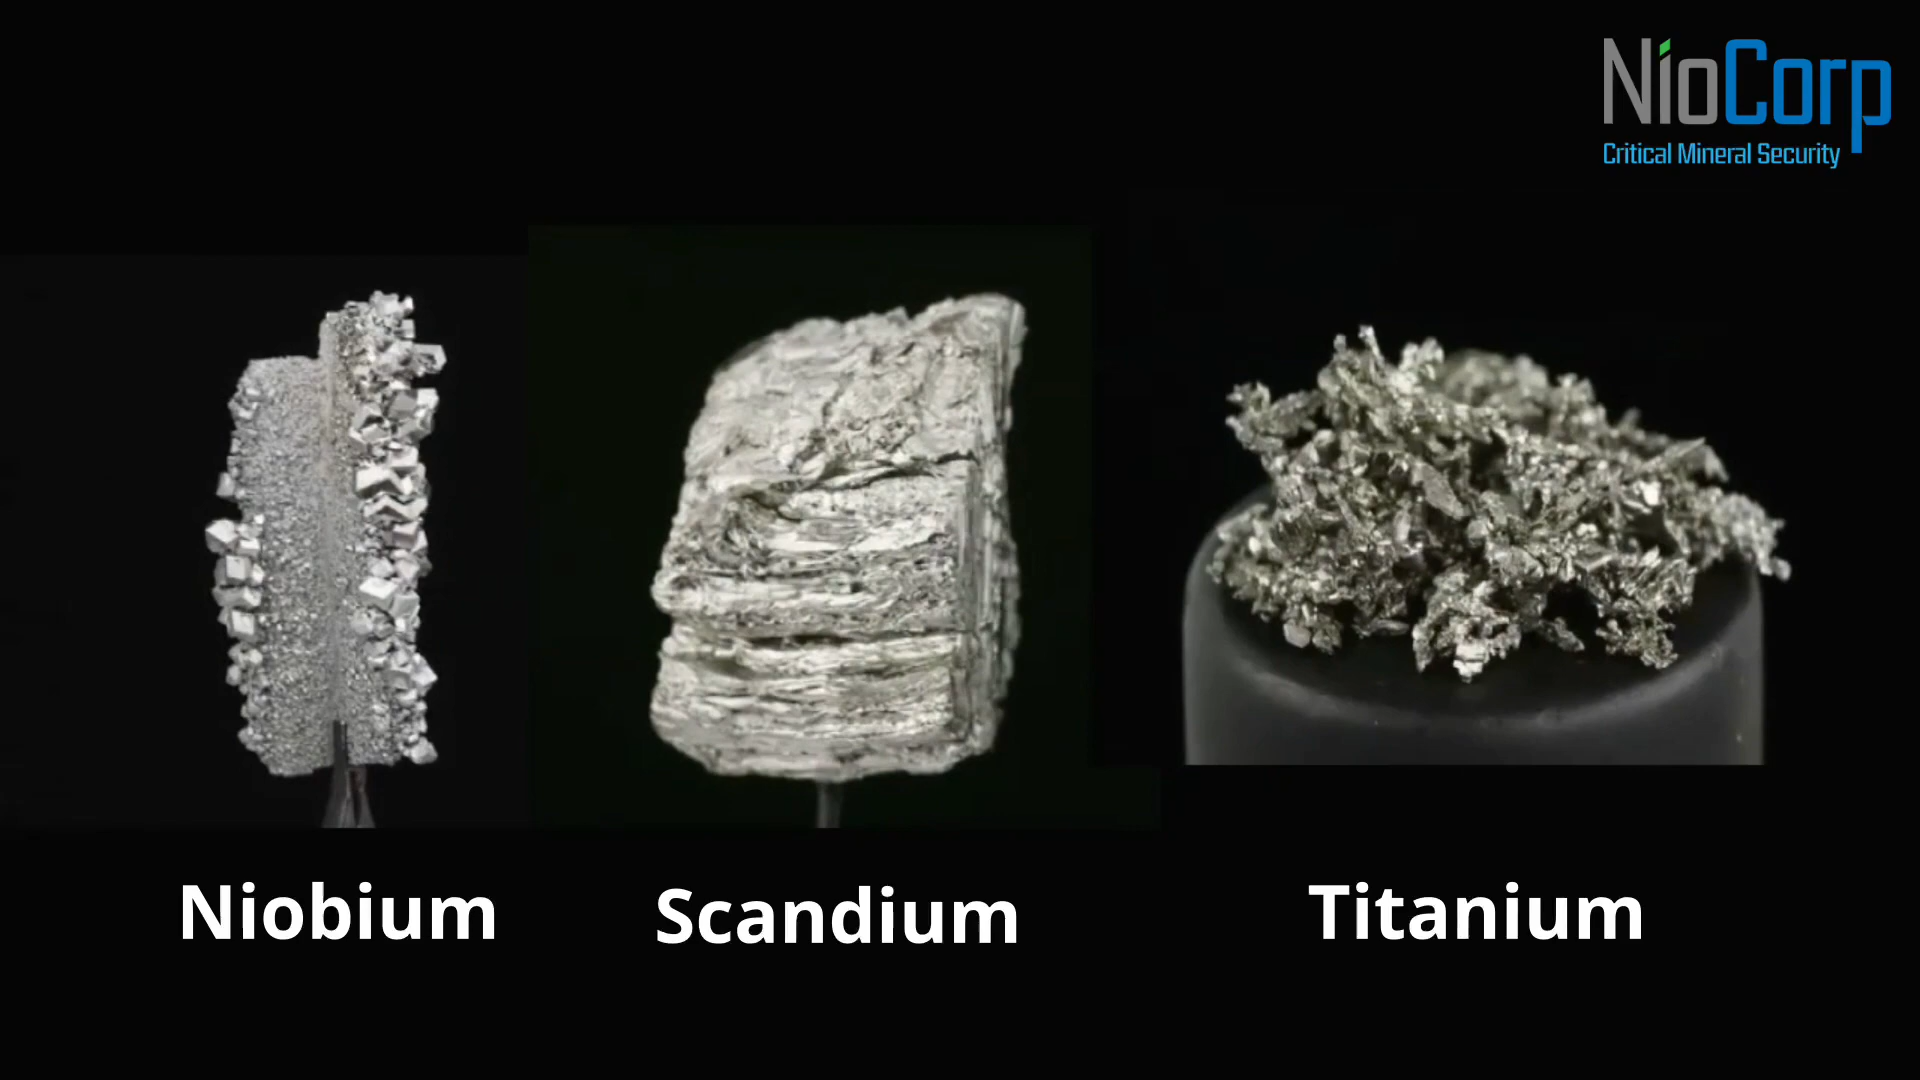 NioCorp
Critical Mineral Security
Niobium
Scandium
Titanium